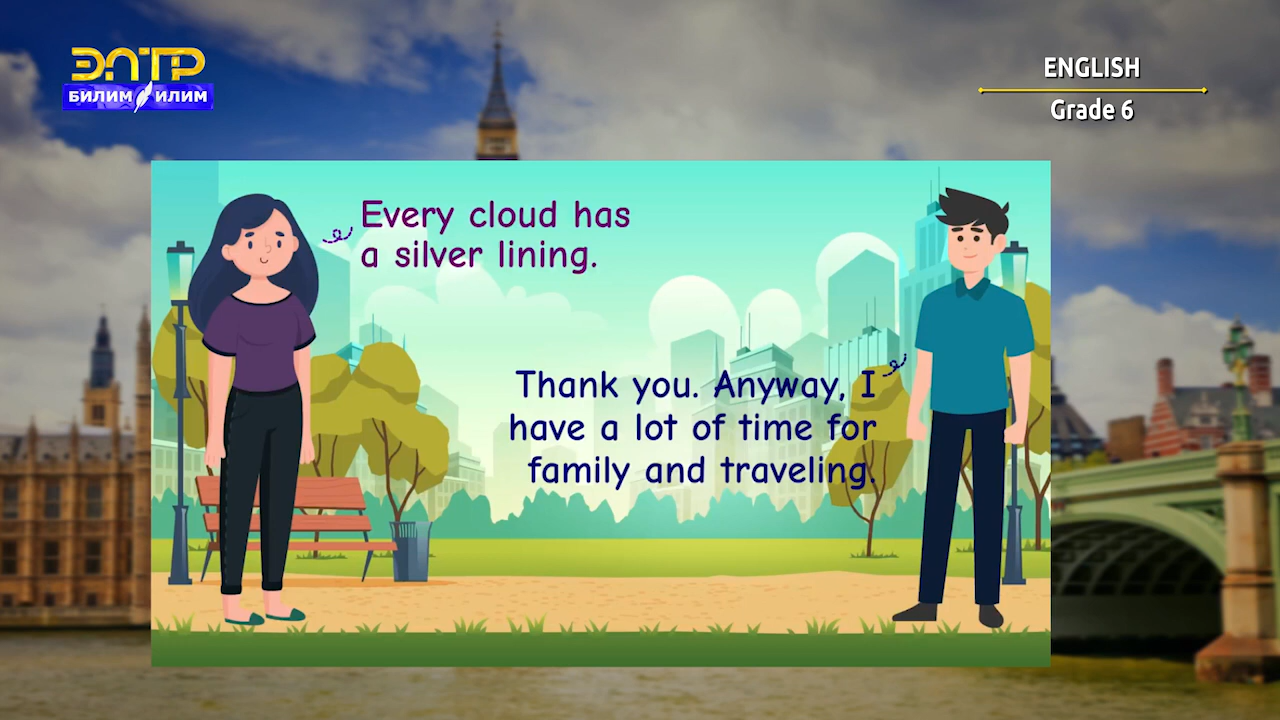 ЭЛТР
БИЛИМ ИЛИМ
ENGLISH
Grade 6
Every cloud has
a silver lining.
Thank you. Anyway, I
have a lot of time for
family and traveling.